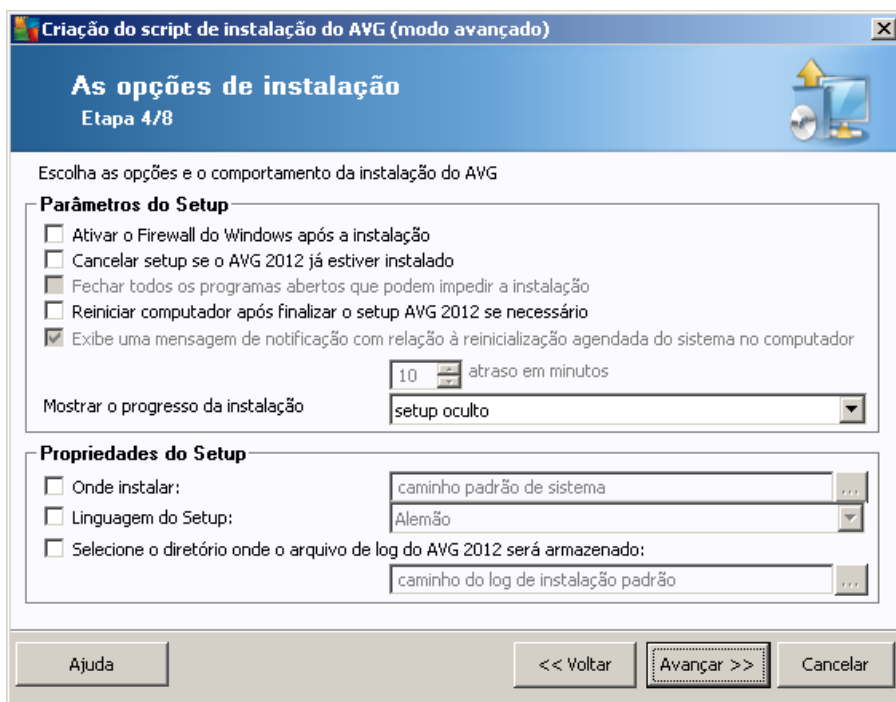 Criação do script de instalação do AVG (modo avançado)
As opções de instalação
Etapa 4/8
Escolha as opções e o comportamento da instalação do AVG
Parâmetros do Setup
Ativar o Firewall do Windows após a instalação
Cancelar setup se o AVG 2012 já estiver instalado
Fechar todos os programas abertos que podem impedir a instalação
Reiniciar computador após finalizar o setup AVG 2012 se necessário
Exibe uma mensagem de notificação com relação à reinicialização agendada do sistema no computador
10 atraso em minutos
Mostrar o progresso da instalação setup oculto
Propriedades do Setup
Onde instalar: caminho padrão de sistema ...
Linguagem do Setup: Alemão
Selecione o diretório onde o arquivo de log do AVG 2012 será armazenado:
caminho do log de instalação padrão ...
Ajuda << Voltar Avançar >> Cancelar